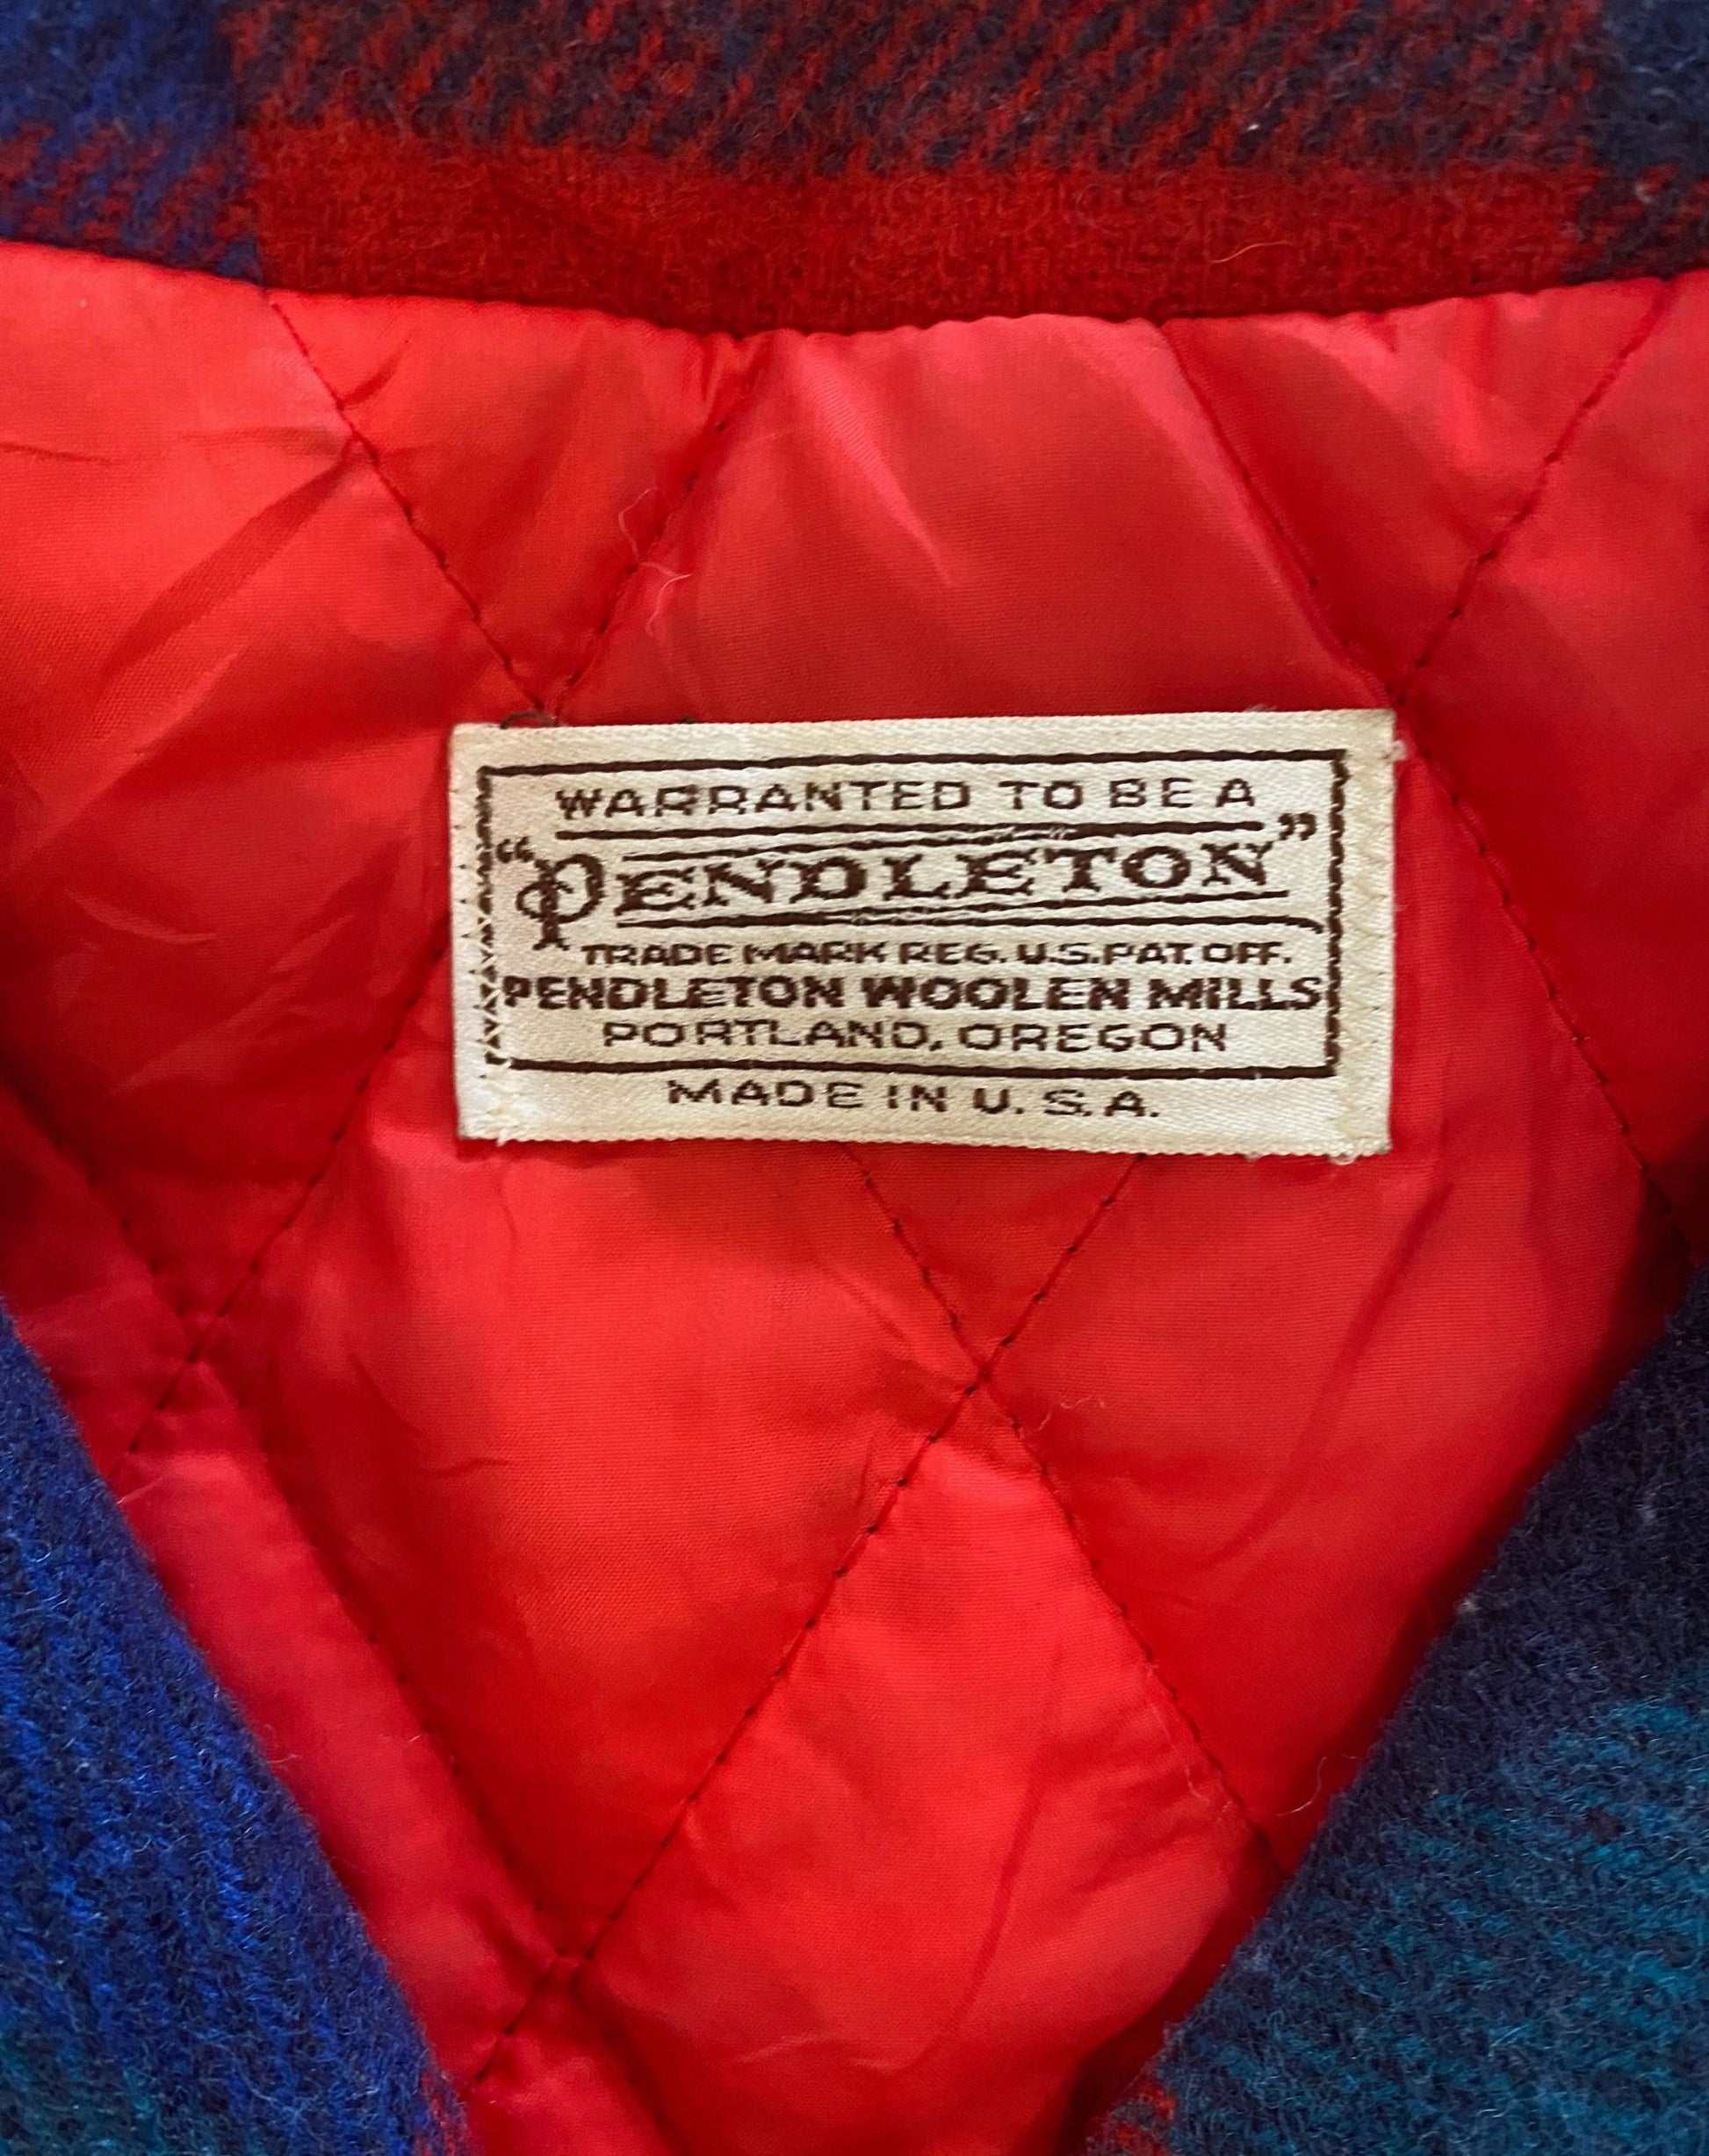 WARRANTED TO BE A
“PENDLETON”
TRADE MARK REG. U.S.PAT. OFF.
PENDLETON WOOLEN MILLS
PORTLAND, OREGON
MADE IN U.S.A.